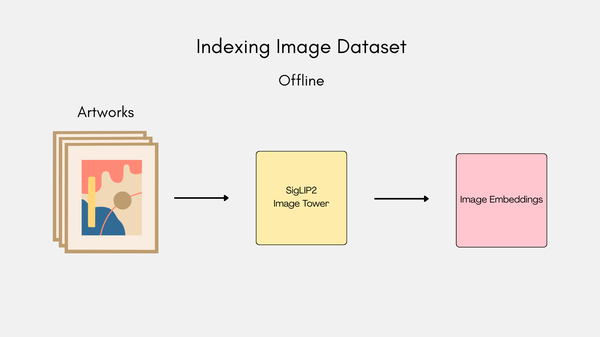 Indexing Image Dataset
Offline
Artworks
SigLIP2
Image Tower
Image Embeddings